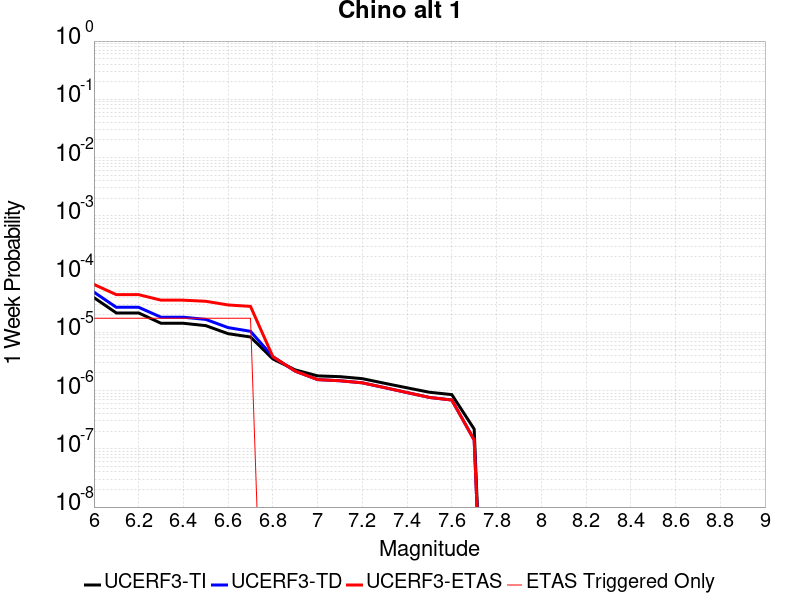 Chino alt 1
10^0
10^-1
10^-2
10^-3
10^-4
10^-5
10^-6
10^-7
10^-8
1 Week Probability
6 6.2 6.4 6.6 6.8 7 7.2 7.4 7.6 7.8 8 8.2 8.4 8.6 8.8 9
Magnitude
UCERF3-TI UCERF3-TD UCERF3-ETAS ETAS Triggered Only